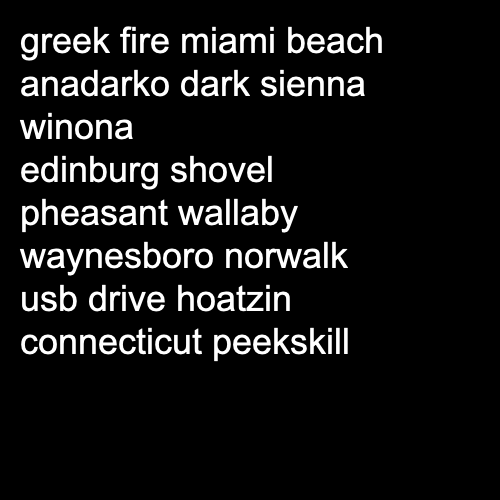 greek fire miami beach
anadarko dark sienna
winona
edinburg shovel
pheasant wallaby
waynesboro norwalk
usb drive hoatzin
connecticut peekskill